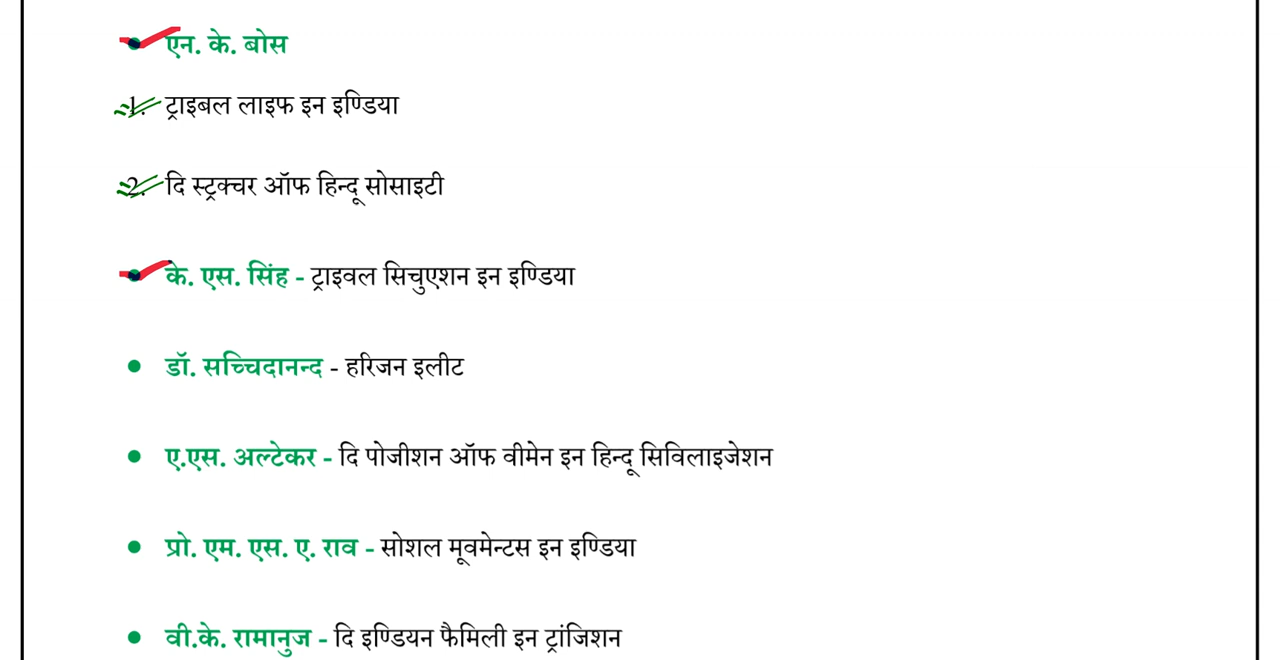 एन. के. बोस
1. ट्राइबल लाइफ इन इण्डिया
2. दि स्ट्रक्चर ऑफ हिन्दू सोसाइटी
के. एस. सिंह - ट्राइवल सिचुएशन इन इण्डिया
डॉ. सच्चिदानन्द - हरिजन इलीट
ए.एस. अल्टेकर - दि पोजीशन ऑफ वीमेन इन हिन्दू सिविलाइजेशन
प्रो. एम. एस. ए. राव - सोशल मूवमेन्टस इन इण्डिया
वी.के. रामानुज - दि इण्डियन फैमिली इन ट्रांजिशन